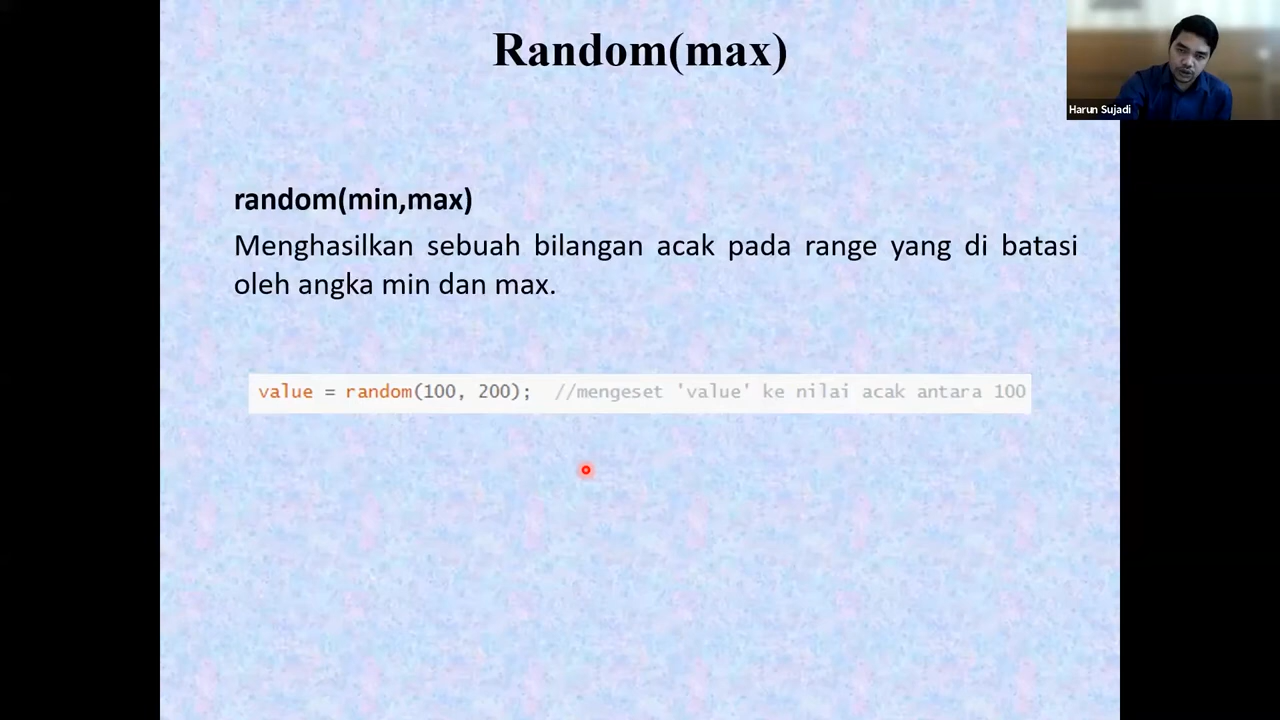 Random(max)
Harun Sujadi
random(min,max)
Menghasilkan sebuah bilangan acak pada range yang di batasi
oleh angka min dan max.
value = random(100, 200);  //mengeset 'value' ke nilai acak antara 100